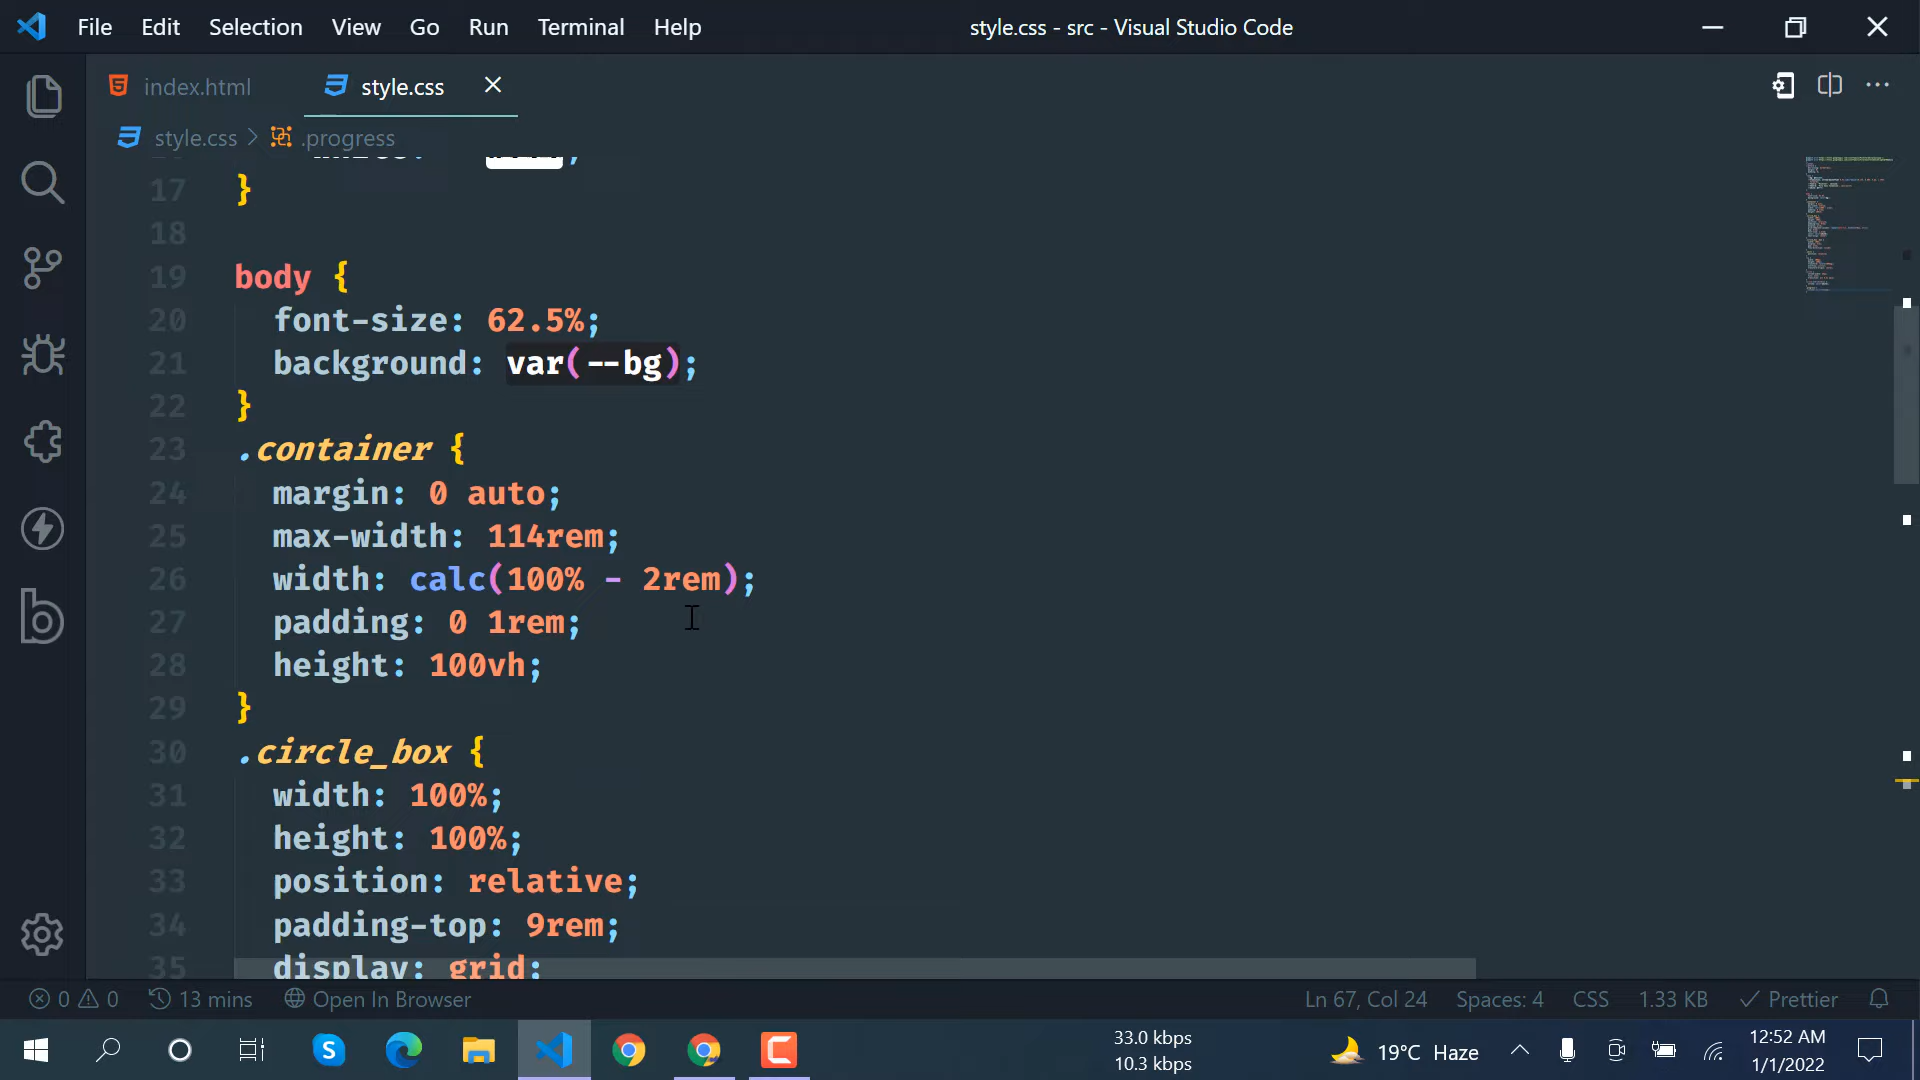 File Edit Selection View Go Run Terminal Help style.css - src - Visual Studio Code
index.html style.css
style.css > .progress
17 }
18
19 body {
20 font-size: 62.5%;
21 background: var(--bg);
22 }
23 .container {
24 margin: 0 auto;
25 max-width: 114rem;
26 width: calc(100% - 2rem);
27 padding: 0 1rem;
28 height: 100vh;
29 }
30 .circle_box {
31 width: 100%;
32 height: 100%;
33 position: relative;
34 padding-top: 9rem;
35 display: grid;
0 0 13 mins Open In Browser Ln 67, Col 24 Spaces: 4 CSS 1.33 KB Prettier
33.0 kbps
10.3 kbps
19°C Haze
12:52 AM
1/1/2022